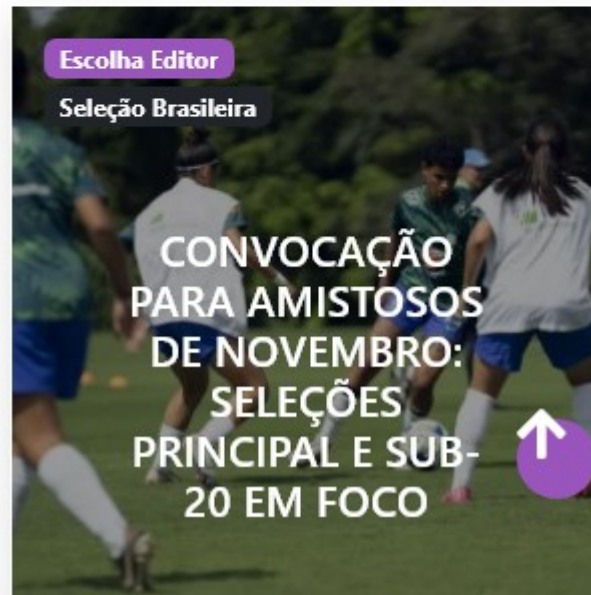 Escolha Editor
Seleção Brasileira
CONVOCAÇÃO
PARA AMISTOSOS
DE NOVEMBRO:
SELEÇÕES
PRINCIPAL E SUB-
20 EM FOCO